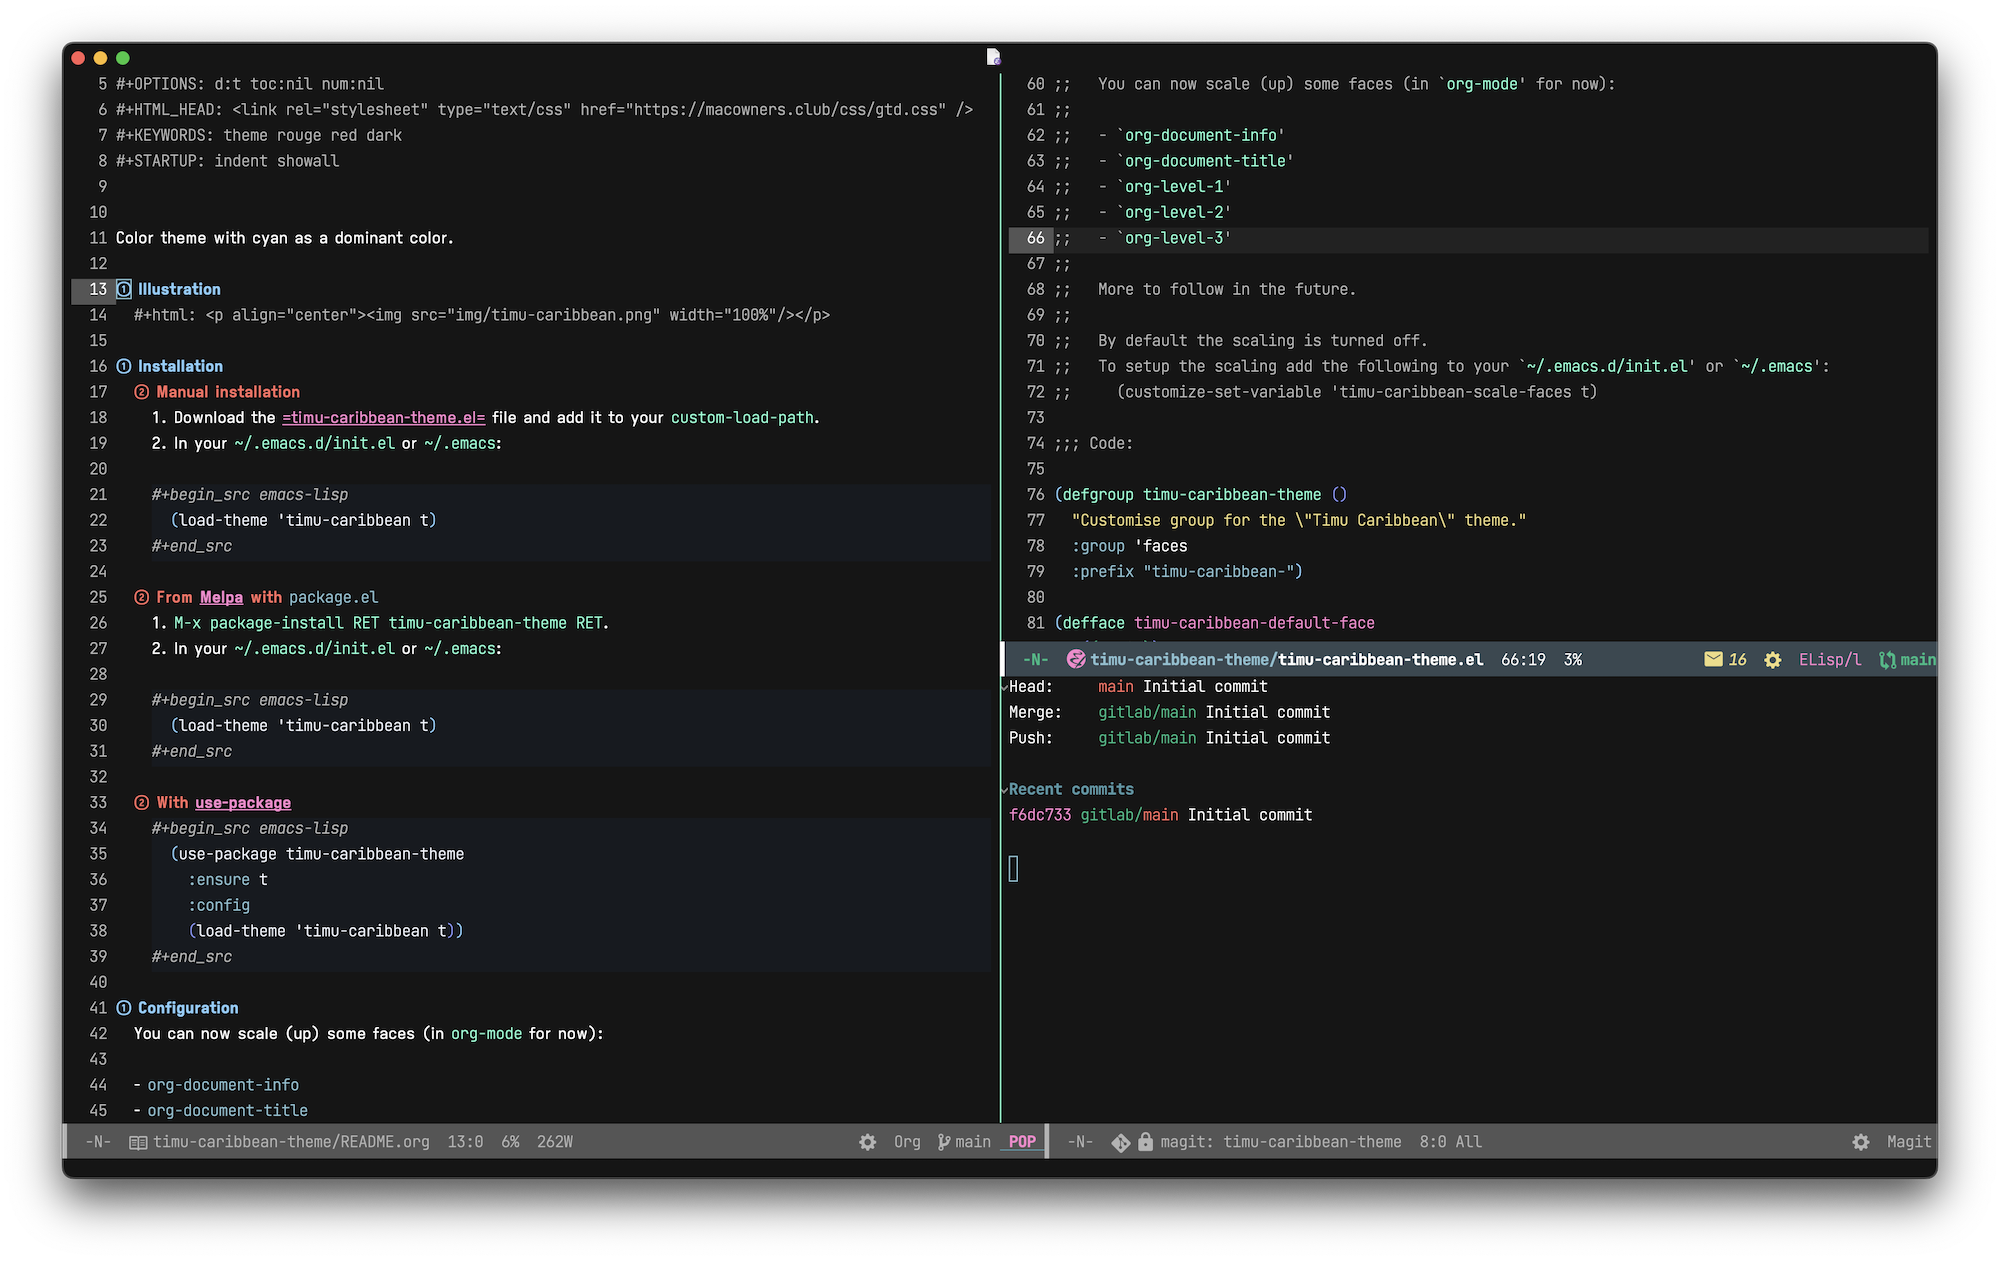 5 #+OPTIONS: d:t toc:nil num:nil
6 #+HTML_HEAD: <link rel="stylesheet" type="text/css" href="https://macowners.club/css/gtd.css" />
7 #+KEYWORDS: theme rouge red dark
8 #+STARTUP: indent showall
9
10
11 Color theme with cyan as a dominant color.
12
13 ① Illustration
14 #+html: <p align="center"><img src="img/timu-caribbean.png" width="100%"/></p>
15
16 ① Installation
17 ② Manual installation
18 1. Download the =timu-caribbean-theme.el= file and add it to your custom-load-path.
19 2. In your ~/.emacs.d/init.el or ~/.emacs:
20
21 #+begin_src emacs-lisp
22 (load-theme 'timu-caribbean t)
23 #+end_src
24
25 ② From Melpa with package.el
26 1. M-x package-install RET timu-caribbean-theme RET.
27 2. In your ~/.emacs.d/init.el or ~/.emacs:
28
29 #+begin_src emacs-lisp
30 (load-theme 'timu-caribbean t)
31 #+end_src
32
33 ② With use-package
34 #+begin_src emacs-lisp
35 (use-package timu-caribbean-theme
36 :ensure t
37 :config
38 (load-theme 'timu-caribbean t))
39 #+end_src
40
41 ① Configuration
42 You can now scale (up) some faces (in org-mode for now):
43
44 - org-document-info
45 - org-document-title
-N- timu-caribbean-theme/README.org 13:0 6% 262W Org main POP
60 ;; You can now scale (up) some faces (in `org-mode' for now):
61 ;;
62 ;; - `org-document-info'
63 ;; - `org-document-title'
64 ;; - `org-level-1'
65 ;; - `org-level-2'
66 ;; - `org-level-3'
67 ;;
68 ;; More to follow in the future.
69 ;;
70 ;; By default the scaling is turned off.
71 ;; To setup the scaling add the following to your `~/.emacs.d/init.el' or `~/.emacs':
72 ;; (customize-set-variable 'timu-caribbean-scale-faces t)
73
74 ;;; Code:
75
76 (defgroup timu-caribbean-theme ()
77 "Customise group for the \"Timu Caribbean\" theme."
78 :group 'faces
79 :prefix "timu-caribbean-")
80
81 (defface timu-caribbean-default-face
-N- timu-caribbean-theme/timu-caribbean-theme.el 66:19 3% 16 ELisp/l main
Head: main Initial commit
Merge: gitlab/main Initial commit
Push: gitlab/main Initial commit
Recent commits
f6dc733 gitlab/main Initial commit
-N- magit: timu-caribbean-theme 8:0 All Magit